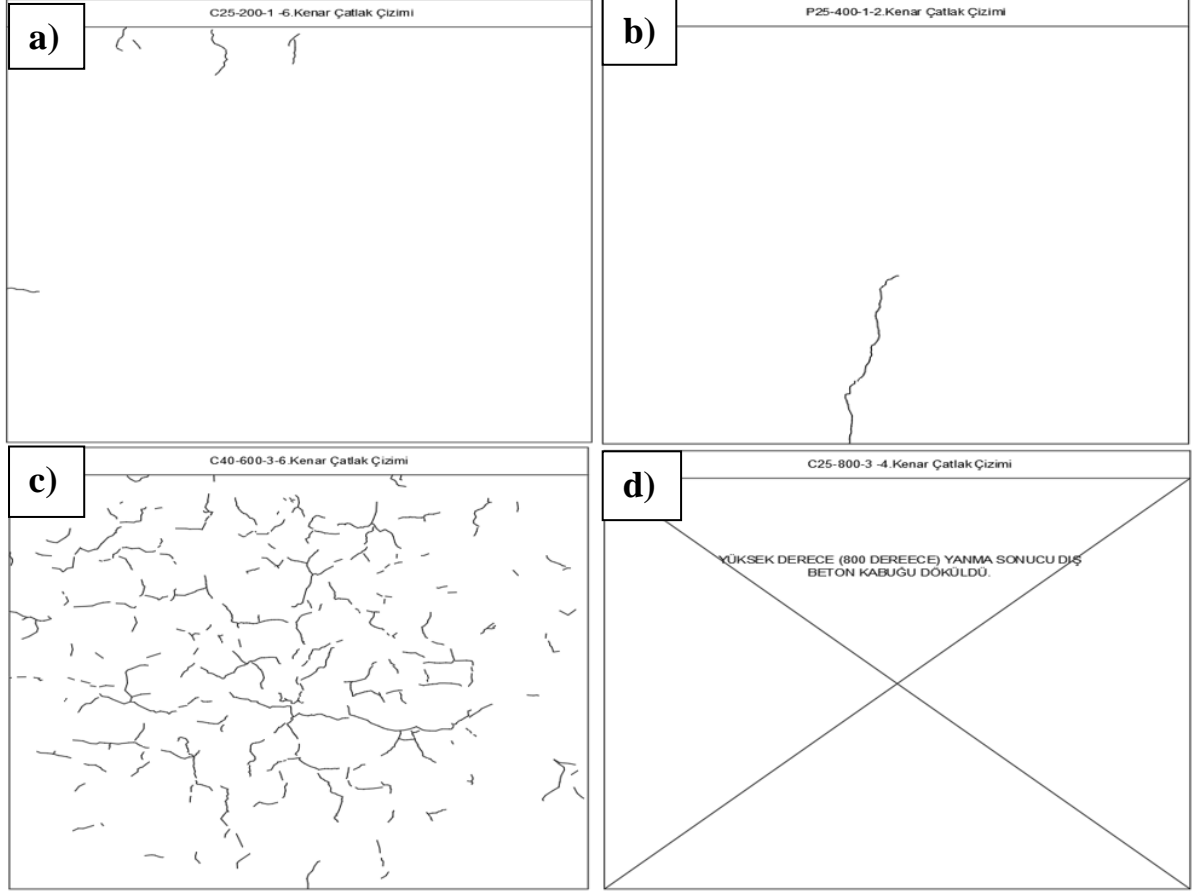 C25-200-1 -6.Kenar Çatlak Çizimi
a)
P25-400-1-2.Kenar Çatlak Çizimi
b)
C40-600-3-6.Kenar Çatlak Çizimi
c)
C25-800-3 -4.Kenar Çatlak Çizimi
d)
YÜKSEK DERECE (800 DEREECE) YANMA SONUCU DIŞ
BETON KABUĞU DÖKÜLDÜ.